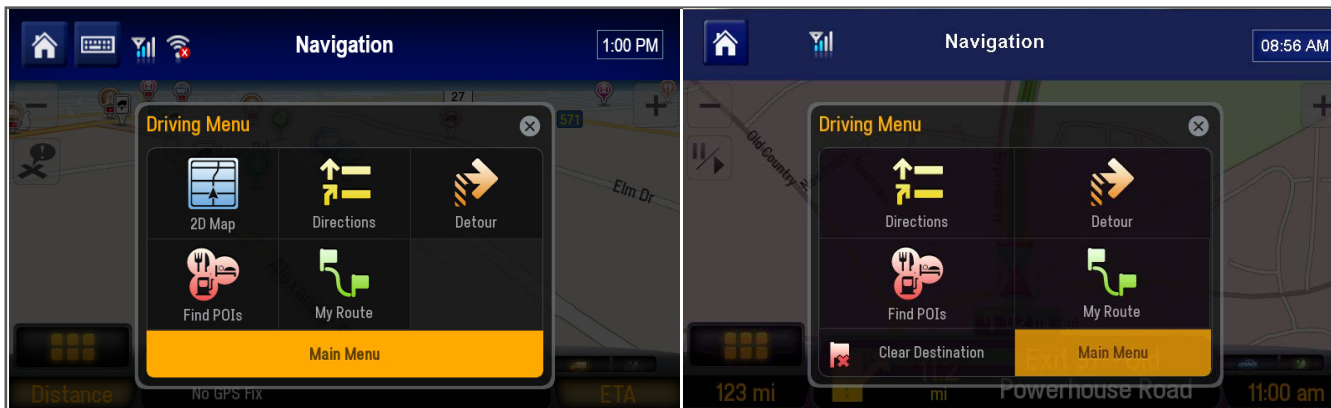 Navigation
1:00 PM
27
571
Elm Dr
Driving Menu
2D Map
Directions
Detour
Find POIs
My Route
Main Menu
Distance
No GPS Fix
ETA
Navigation
08:56 AM
Old Country
Driving Menu
Directions
Detour
Find POIs
My Route
Clear Destination
Main Menu
123 mi
11.2
mi
Powerhouse Road
11:00 am